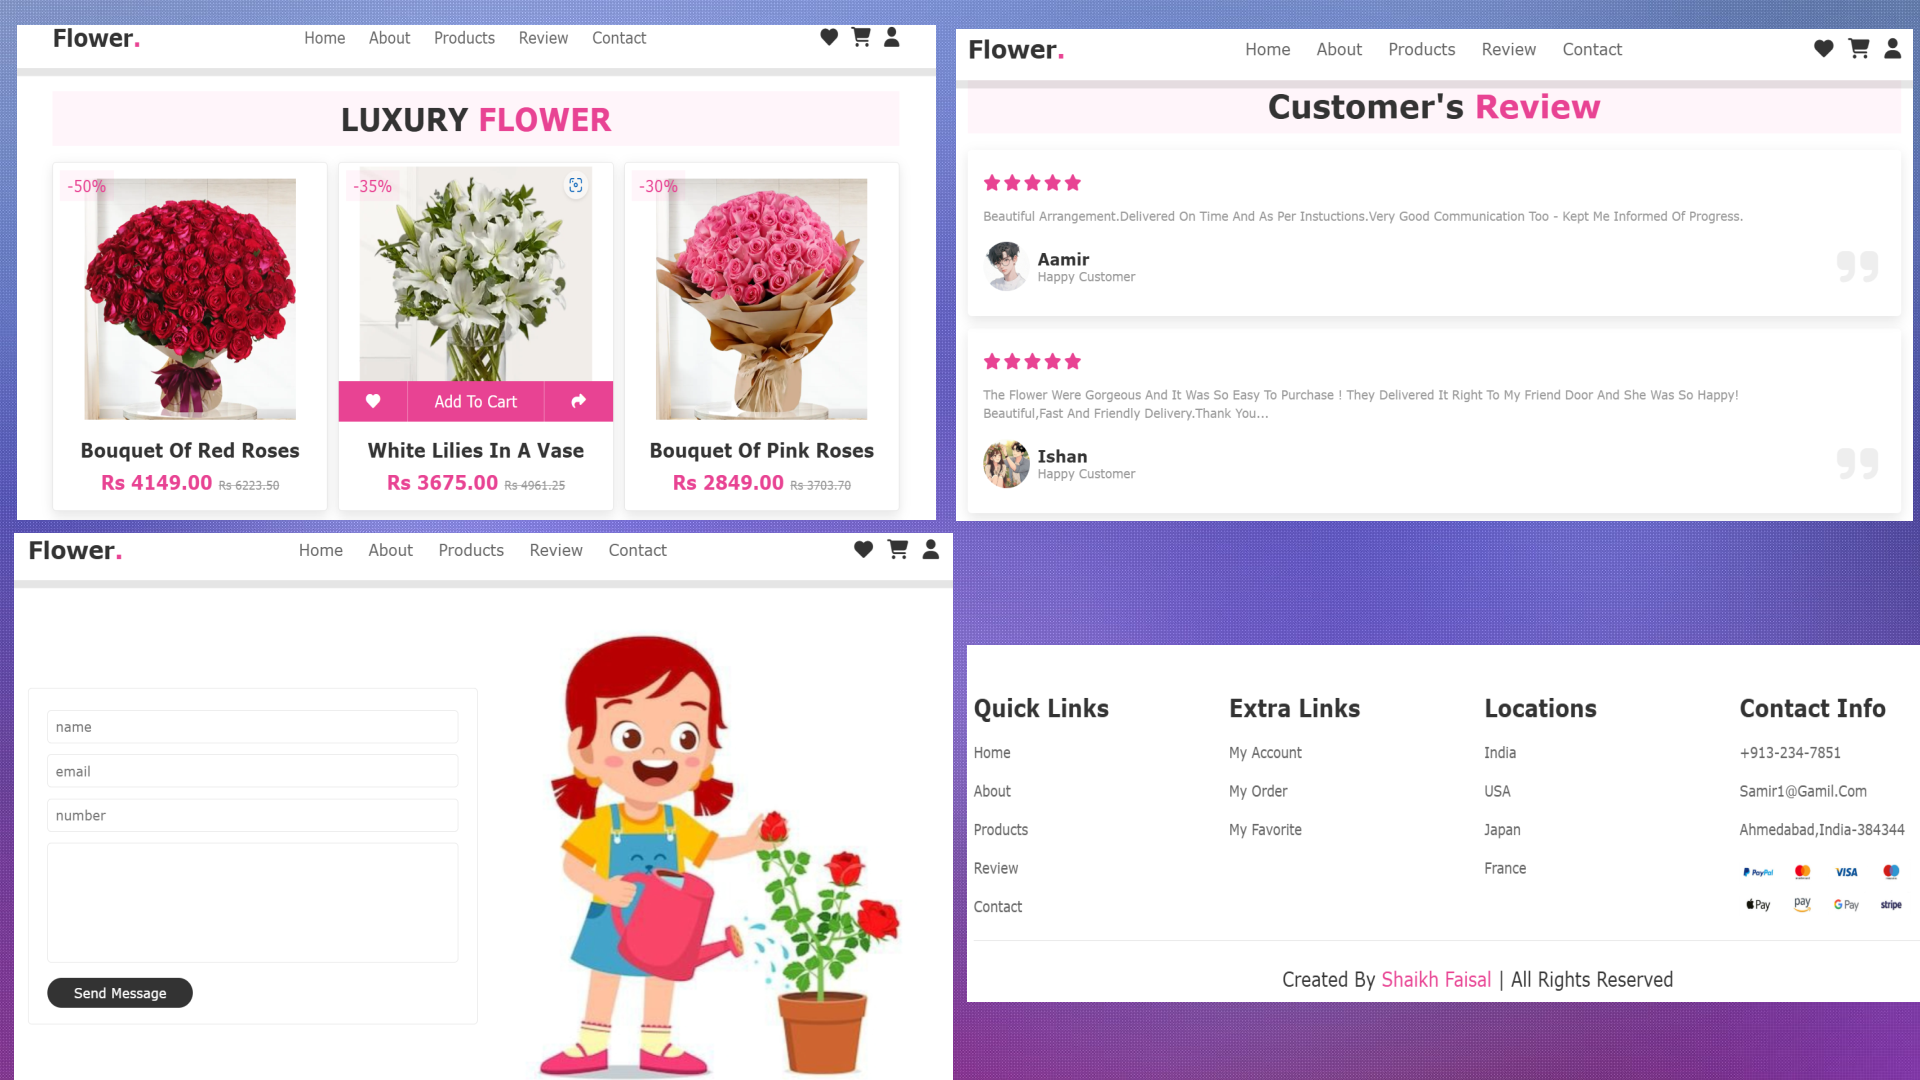 Flower.
Home About Products Review Contact
LUXURY FLOWER
-50%
-35%
-30%
Add To Cart
Bouquet Of Red Roses
Rs 4149.00 Rs 6223.50
White Lilies In A Vase
Rs 3675.00 Rs 4961.25
Bouquet Of Pink Roses
Rs 2849.00 Rs 3703.70
Flower.
Home About Products Review Contact
Customer's Review
Beautiful Arrangement.Delivered On Time And As Per Instuctions.Very Good Communication Too - Kept Me Informed Of Progress.
Aamir
Happy Customer
The Flower Were Gorgeous And It Was So Easy To Purchase ! They Delivered It Right To My Friend Door And She Was So Happy!
Beautiful,Fast And Friendly Delivery.Thank You...
Ishan
Happy Customer
Flower.
Home About Products Review Contact
name
email
number
Send Message
Quick Links
Home
About
Products
Review
Contact
Extra Links
My Account
My Order
My Favorite
Locations
India
USA
Japan
France
Contact Info
+913-234-7851
Samir1@Gamil.Com
Ahmedabad,India-384344
PayPal VISA
Pay pay G Pay stripe
Created By Shaikh Faisal | All Rights Reserved